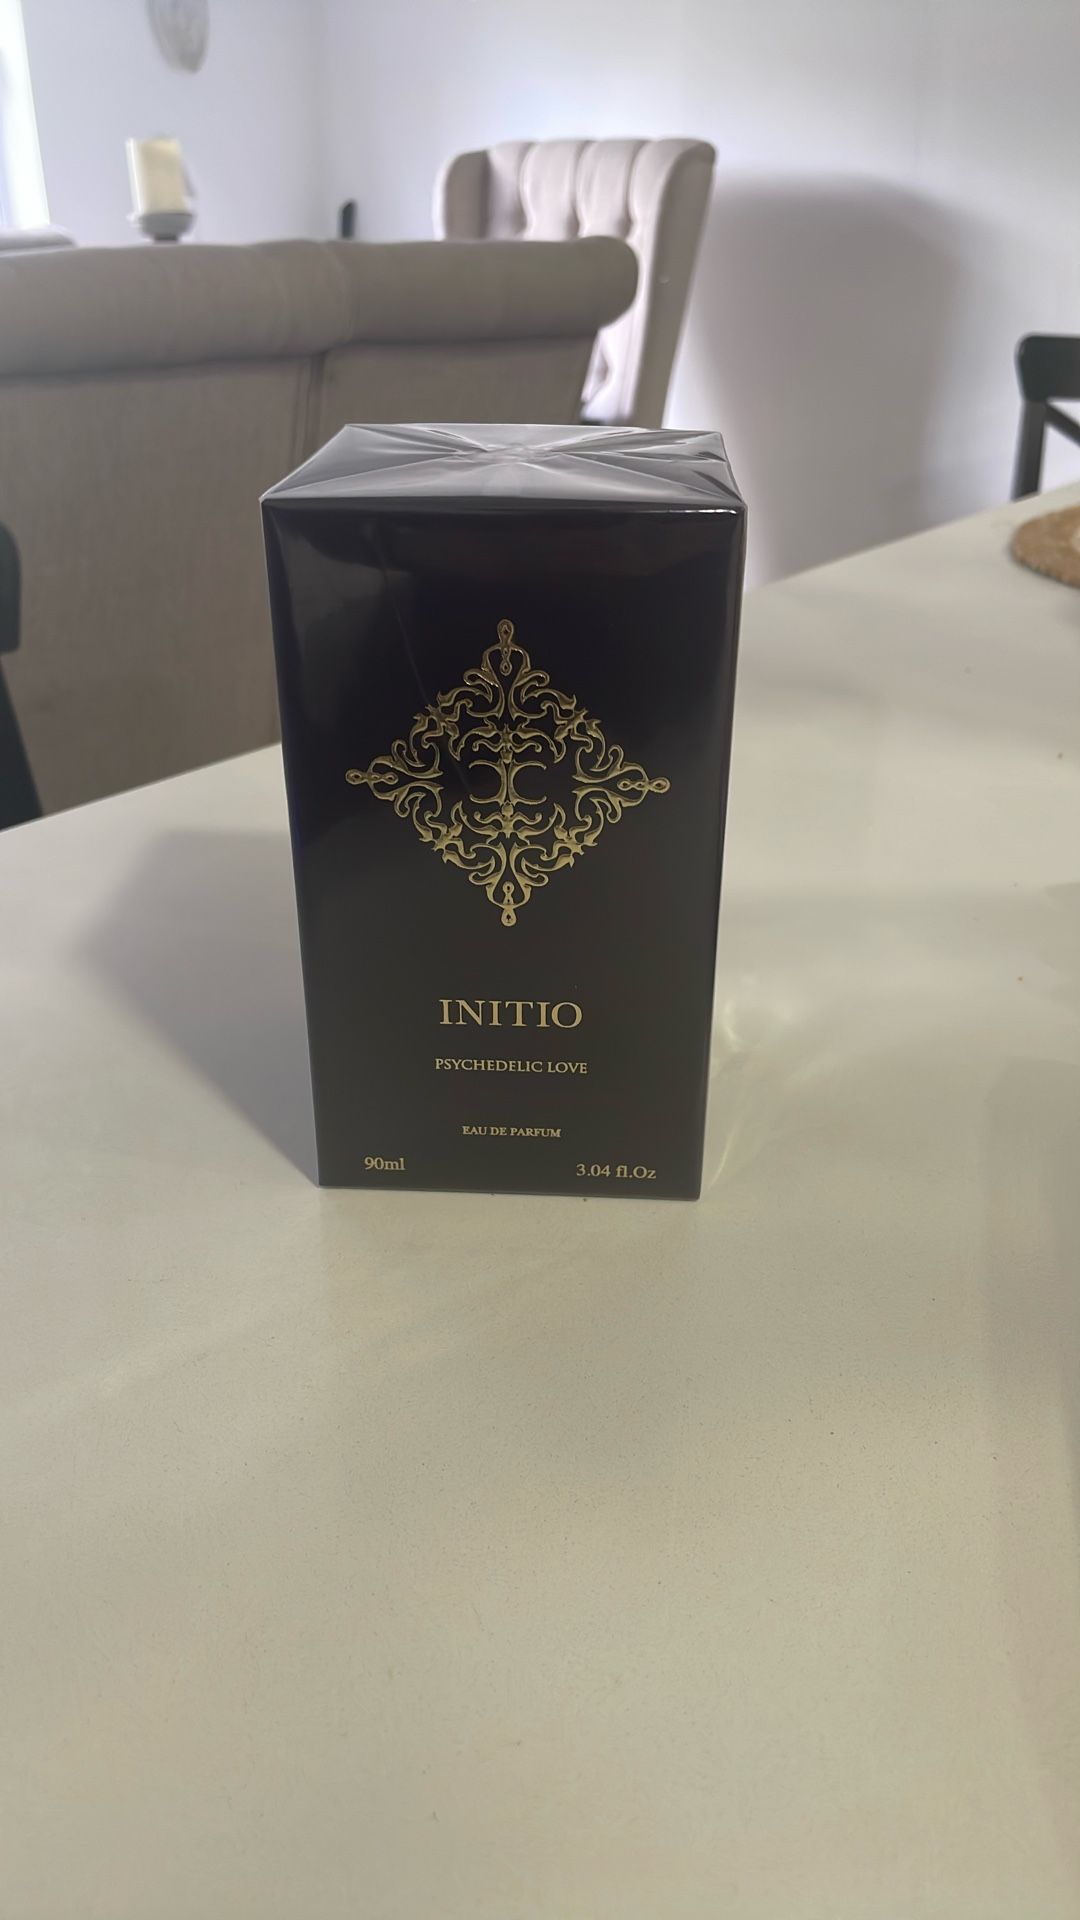 INITIO
PSYCHEDELIC LOVE
EAU DE PARFUM
90ml 3.04 fl.Oz